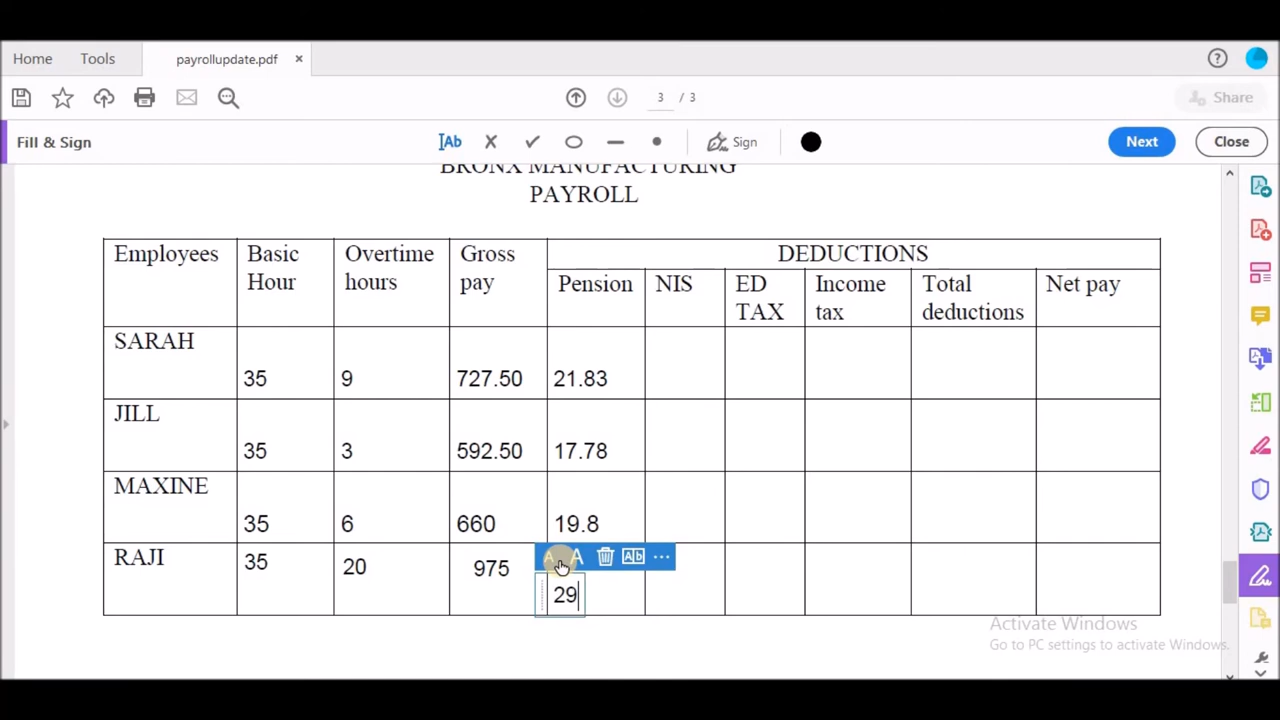 Home Tools payrollupdate.pdf ×
3 / 3 Share
Fill & Sign Ab Sign Next Close
BRONX MANUFACTURING
PAYROLL
Employees Basic Hour Overtime hours Gross pay DEDUCTIONS
Pension NIS ED TAX Income tax Total deductions Net pay
SARAH
35 9 727.50 21.83
JILL
35 3 592.50 17.78
MAXINE
35 6 660 19.8
RAJI 35 20 975
A A Ab ...
29
Activate Windows
Go to PC settings to activate Windows.